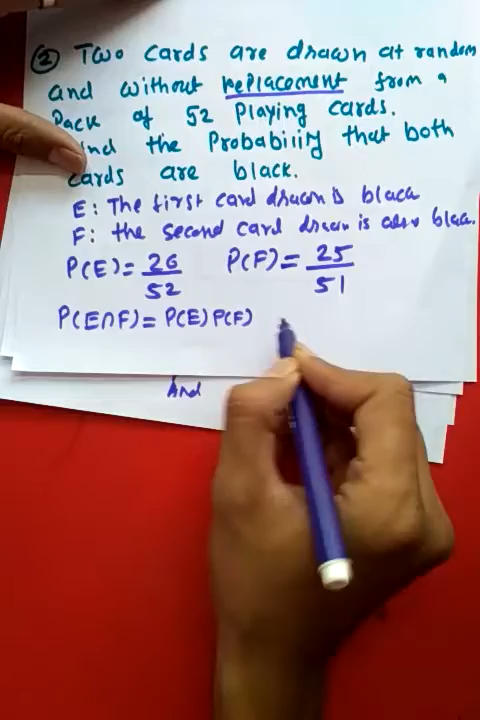 ② Two cards are drawn at random
and without replacement from a
Pack of 52 Playing cards.
ind the Probability that both
cards are black.
E: The first card drawn is black
F: the second card drawn is also black.
P(E) = 26/52 P(F) = 25/51
P(E∩F) = P(E) P(F)
And